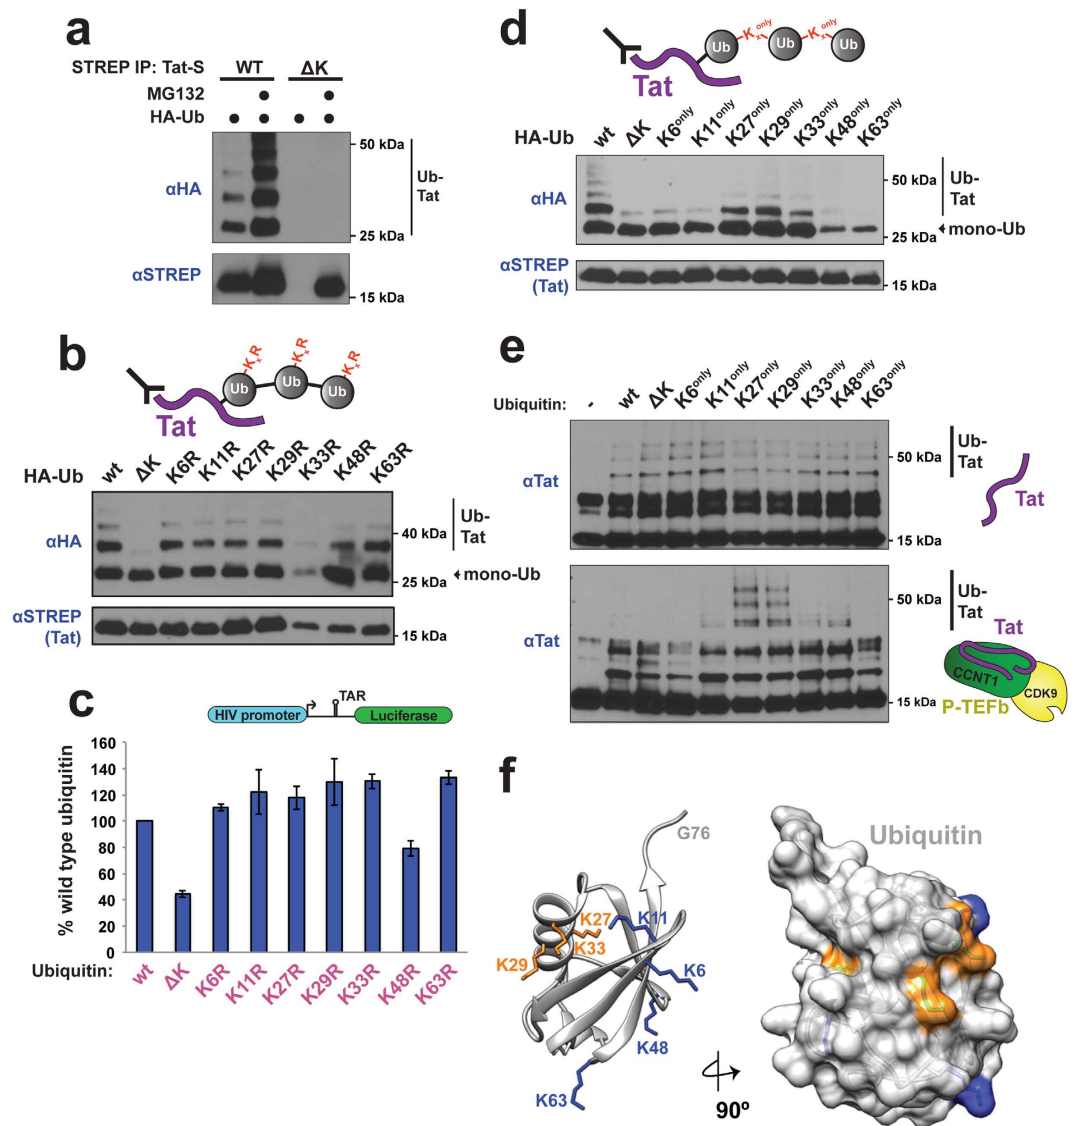 a
STREP IP: Tat-S WT ΔK
MG132
HA-Ub
αHA
50 kDa
Ub-
Tat
25 kDa
αSTREP
15 kDa
b
KxR KxR KxR
Ub Ub Ub
Tat
HA-Ub wt ΔK K6R K11R K27R K29R K33R K48R K63R
αHA
40 kDa
Ub-
Tat
25 kDa
mono-Ub
αSTREP
(Tat)
15 kDa
c
TAR
HIV promoter Luciferase
% wild type ubiquitin
160
140
120
100
80
60
40
20
0
Ubiquitin: wt ΔK K6R K11R K27R K29R K33R K48R K63R
d
Ub Kx only Ub Kx only Ub
Tat
HA-Ub wt ΔK K6only K11only K27only K29only K33only K48only K63only
αHA
50 kDa
Ub-
Tat
25 kDa
mono-Ub
αSTREP
(Tat)
15 kDa
e
Ubiquitin: - wt ΔK K6only K11only K27only K29only K33only K48only K63only
αTat
50 kDa
Ub-
Tat
Tat
15 kDa
αTat
50 kDa
Ub-
Tat
Tat
CCNT1
CDK9
P-TEFb
15 kDa
f
G76
Ubiquitin
K27 K11
K33
K29
K6
K48
K63
90º